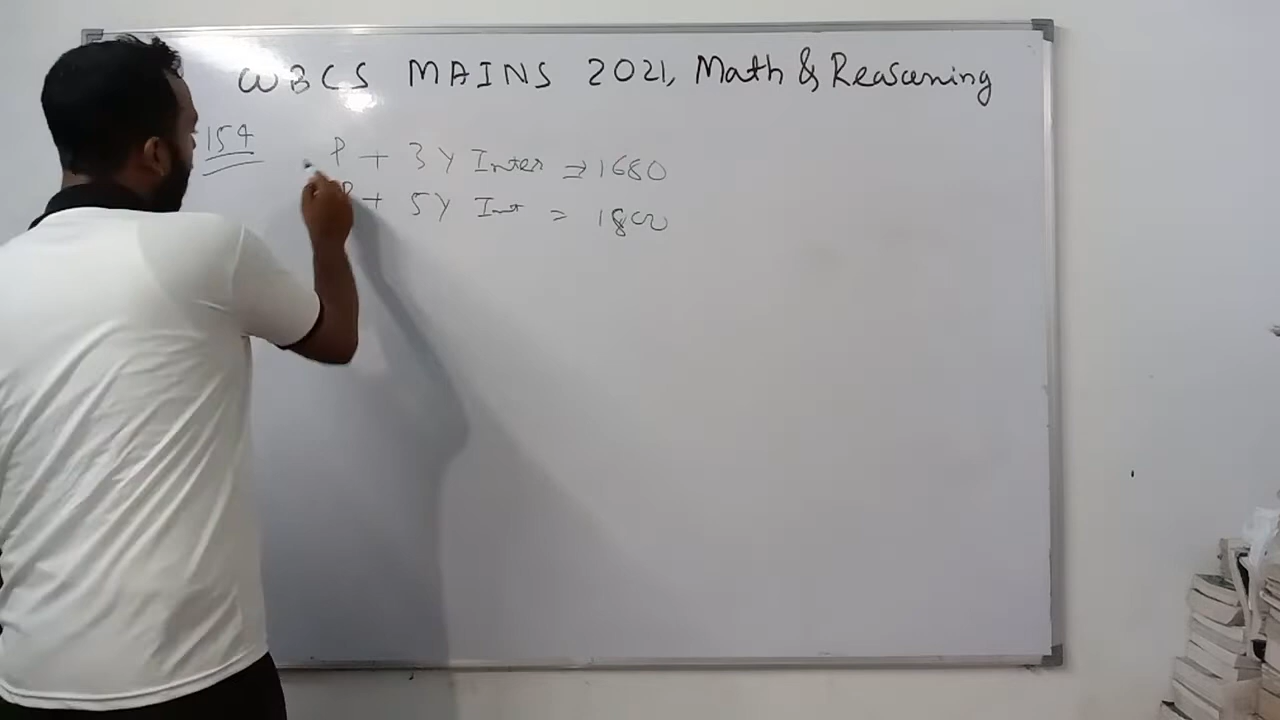 WBCS MAINS 2021, Math & Reasoning
154
P + 3Y Inter = 1680
P + 5Y Int = 1800